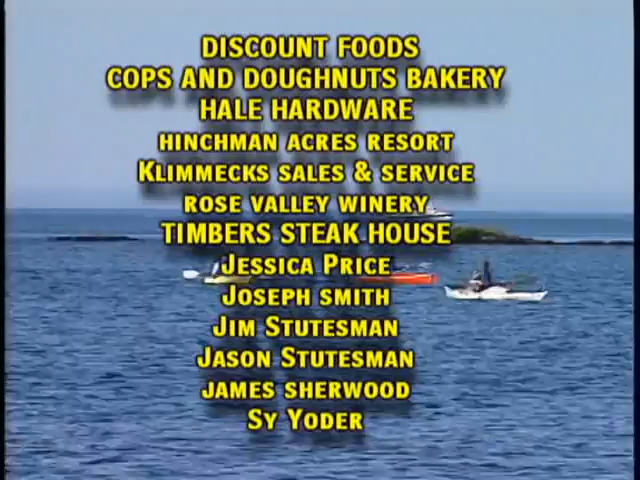 DISCOUNT FOODS
COPS AND DOUGHNUTS BAKERY
HALE HARDWARE
HINCHMAN ACRES RESORT
KLIMMECKS SALES & SERVICE
ROSE VALLEY WINERY
TIMBERS STEAK HOUSE
JESSICA PRICE
JOSEPH SMITH
JIM STUTESMAN
JASON STUTESMAN
JAMES SHERWOOD
SY YODER